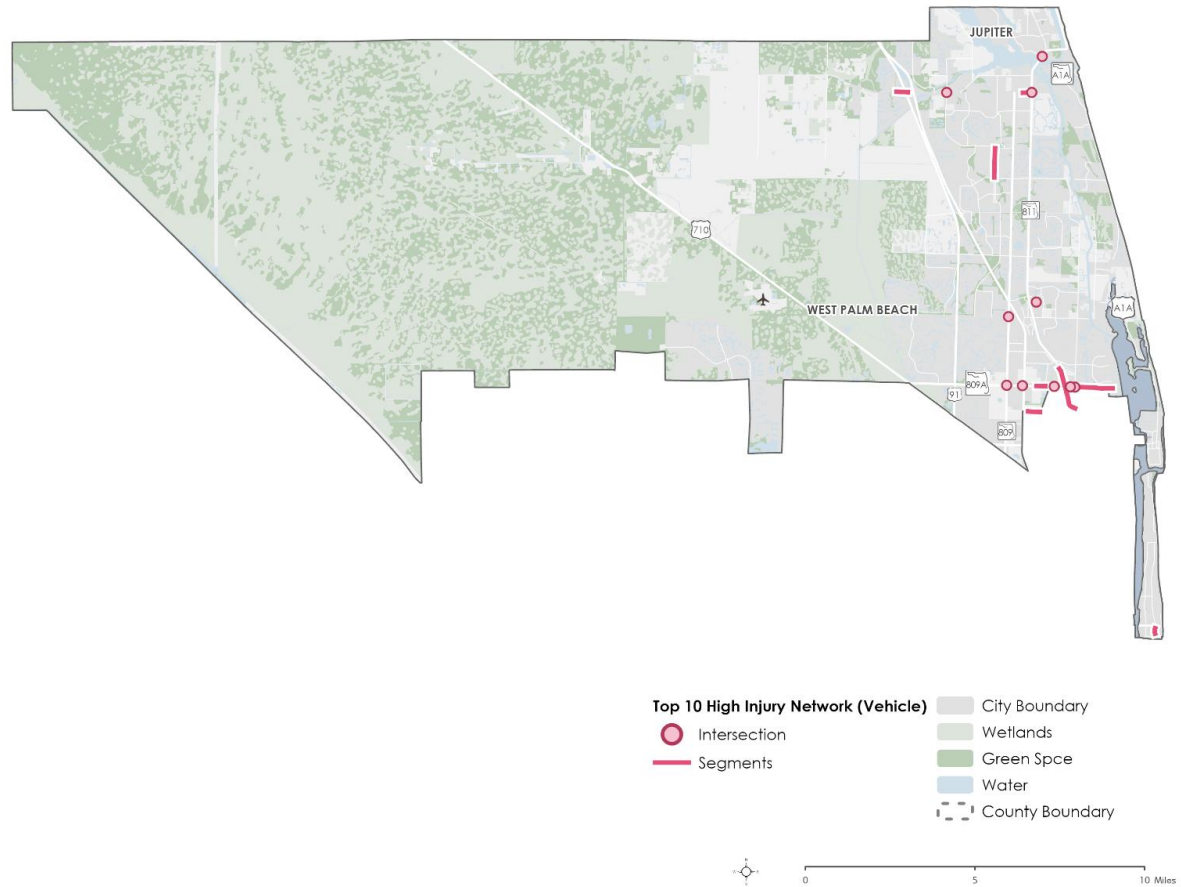 JUPITER
A1A
811
710
A1A
WEST PALM BEACH
809A
91
809
Top 10 High Injury Network (Vehicle)
Intersection
Segments
City Boundary
Wetlands
Green Spce
Water
County Boundary
0 5 10 Miles